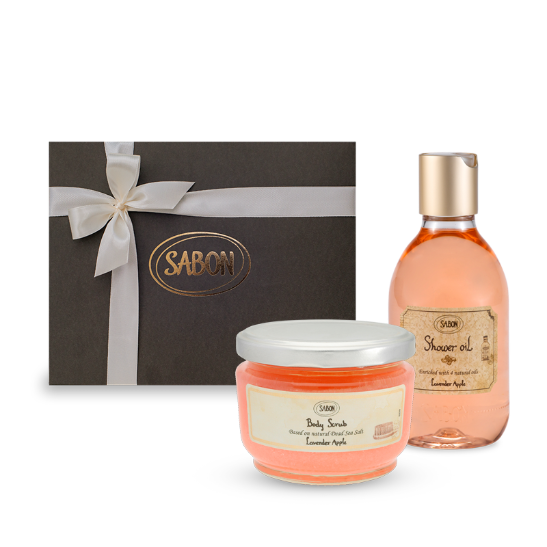 SABON
SABON
Shower oil
Enriched with 4 natural oils
Lavender Apple
SABON
Body Scrub
Based on natural Dead Sea Salt
Lavender Apple